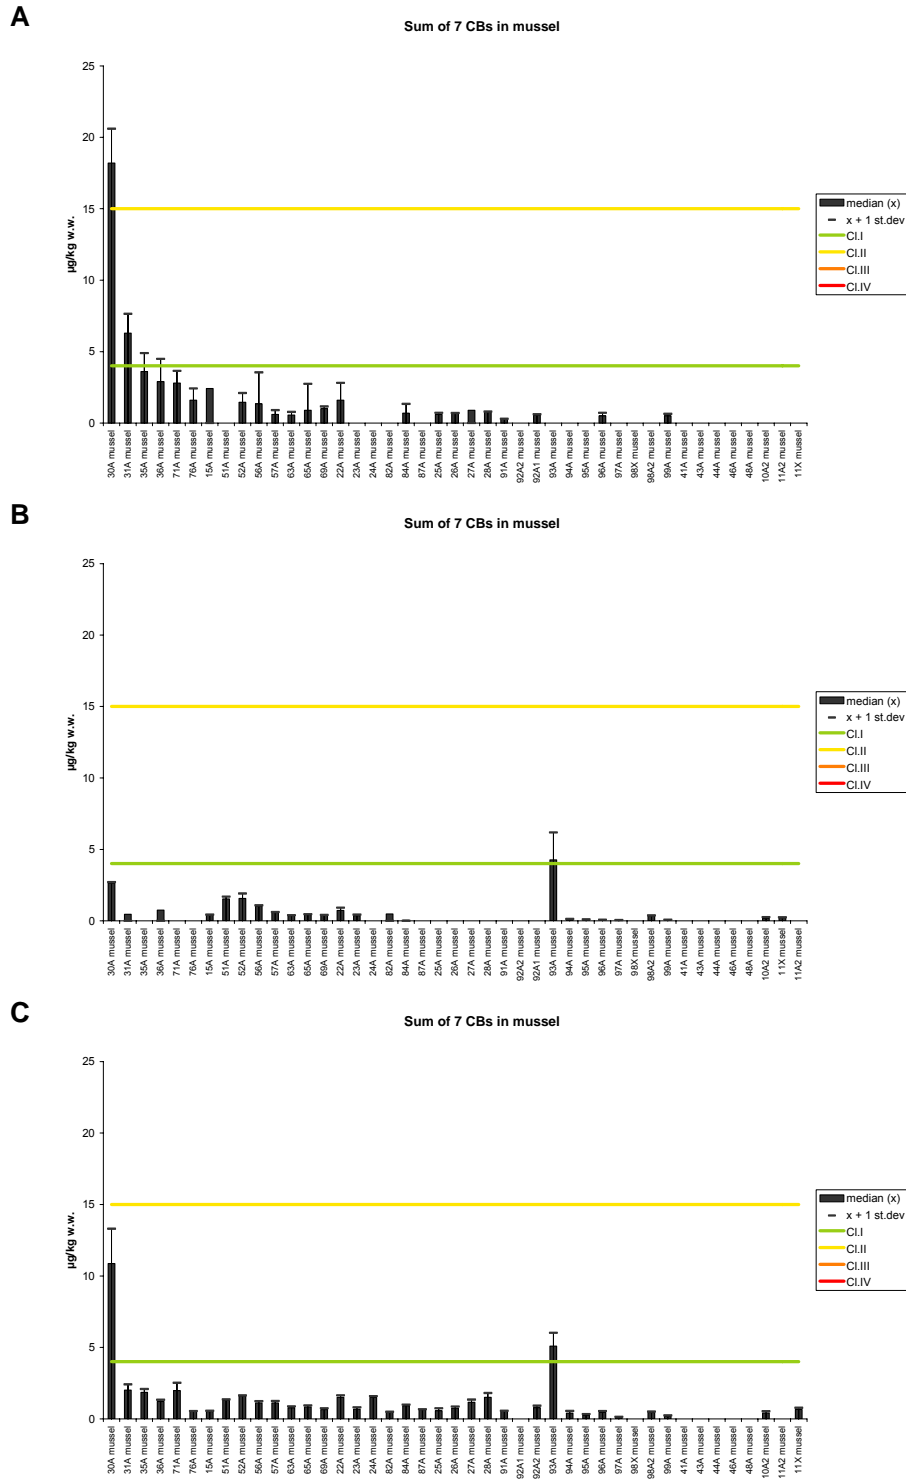 A
Sum of 7 CBs in mussel
25
20
15
10
5
0
µg/kg w.w.
median (x)
x + 1 st.dev
Cl.I
Cl.II
Cl.III
Cl.IV
30A mussel
31A mussel
35A mussel
36A mussel
71A mussel
76A mussel
15A mussel
51A mussel
52A mussel
56A mussel
57A mussel
63A mussel
65A mussel
69A mussel
22A mussel
23A mussel
24A mussel
82A mussel
84A mussel
87A mussel
25A mussel
26A mussel
27A mussel
28A mussel
91A mussel
92A2 mussel
92A1 mussel
93A mussel
94A mussel
95A mussel
96A mussel
97A mussel
98X mussel
98A2 mussel
99A mussel
41A mussel
43A mussel
44A mussel
46A mussel
48A mussel
10A2 mussel
11A2 mussel
11X mussel
B
Sum of 7 CBs in mussel
25
20
15
10
5
0
µg/kg w.w.
median (x)
x + 1 st.dev
Cl.I
Cl.II
Cl.III
Cl.IV
30A mussel
31A mussel
35A mussel
36A mussel
71A mussel
76A mussel
15A mussel
51A mussel
52A mussel
56A mussel
57A mussel
63A mussel
65A mussel
69A mussel
22A mussel
23A mussel
24A mussel
82A mussel
84A mussel
87A mussel
25A mussel
26A mussel
27A mussel
28A mussel
91A mussel
92A2 mussel
92A1 mussel
93A mussel
94A mussel
95A mussel
96A mussel
97A mussel
98X mussel
98A2 mussel
99A mussel
41A mussel
43A mussel
44A mussel
46A mussel
48A mussel
10A2 mussel
11X mussel
11A2 mussel
C
Sum of 7 CBs in mussel
25
20
15
10
5
0
µg/kg w.w.
median (x)
x + 1 st.dev
Cl.I
Cl.II
Cl.III
Cl.IV
30A mussel
31A mussel
35A mussel
36A mussel
71A mussel
76A mussel
15A mussel
51A mussel
52A mussel
56A mussel
57A mussel
63A mussel
65A mussel
69A mussel
22A mussel
23A mussel
24A mussel
82A mussel
84A mussel
87A mussel
25A mussel
26A mussel
27A mussel
28A mussel
91A mussel
92A1 mussel
92A2 mussel
93A mussel
94A mussel
95A mussel
96A mussel
97A mussel
98X mussel
98A2 mussel
99A mussel
41A mussel
43A mussel
44A mussel
46A mussel
48A mussel
10A2 mussel
11A2 mussel
11X mussel